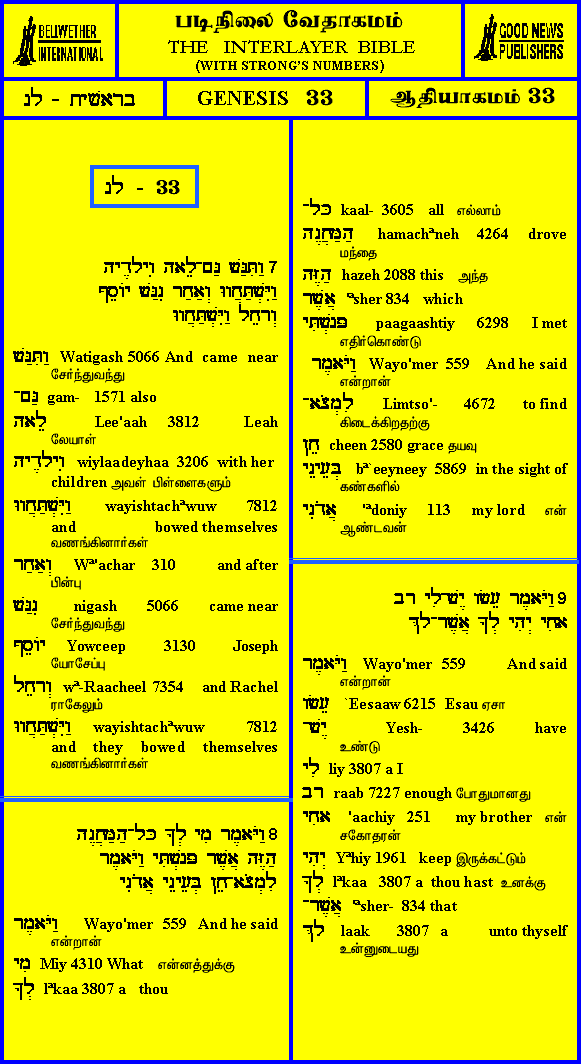 BELLWETHER
INTERNATIONAL
படிநிலை வேதாகமம்
THE INTERLAYER BIBLE
(WITH STRONG'S NUMBERS)
GOOD NEWS
PUBLISHERS
בראשית - לג
GENESIS 33
ஆதியாகமம் 33
לג - 33
7 וַתִּגַּשׁ גַּם־לֵאָה וִילָדֶיהָ
וַיִּשְׁתַּחֲווּ וְאַחַר נִגַּשׁ יוֹסֵף
וְרָחֵל וַיִּשְׁתַּחֲווּ
וַתִּגַּשׁ Watigash 5066 And came near
சேர்ந்துவந்து
גַּם־ gam- 1571 also
לֵאָה Lee'aah 3812 Leah
லேயாள்
וִילָדֶיהָ wiylaadeyhaa 3206 with her
children அவள் பிள்ளைகளும்
וַיִּשְׁתַּחֲווּ wayishtachªwuw 7812
and bowed themselves
வணங்கினார்கள்
וְאַחַר Wª'achar 310 and after
பின்பு
נִגַּשׁ nigash 5066 came near
சேர்ந்துவந்து
יוֹסֵף Yowceep 3130 Joseph
யோசேப்பு
וְרָחֵל wª-Raacheel 7354 and Rachel
ராகேலும்
וַיִּשְׁתַּחֲווּ wayishtachªwuw 7812
and they bowed themselves
வணங்கினார்கள்
8 וַיֹּאמֶר מִי לְךָ כָּל־הַמַּחֲנֶה
הַזֶּה אֲשֶׁר פָּגָשְׁתִּי וַיֹּאמֶר
לִמְצֹא־חֵן בְּעֵינֵי אֲדֹנִי
וַיֹּאמֶר Wayo'mer 559 And he said
என்றான்
מִי Miy 4310 What என்னத்துக்கு
לְךָ lªkaa 3807 a thou
כָּל־ kaal- 3605 all எல்லாம்
הַמַּחֲנֶה hamachªneh 4264 drove
மந்தை
הַזֶּה hazeh 2088 this அந்த
אֲשֶׁר ªsher 834 which
פָּגָשְׁתִּי paagaashtiy 6298 I met
எதிர்கொண்டு
וַיֹּאמֶר Wayo'mer 559 And he said
என்றான்
לִמְצֹא־ Limtso'- 4672 to find
கிடைக்கிறதற்கு
חֵן cheen 2580 grace தயவு
בְּעֵינֵי bª`eeyneey 5869 in the sight of
கண்களில்
אֲדֹנִי 'ªdoniy 113 my lord என்
ஆண்டவன்
9 וַיֹּאמֶר עֵשָׂו יֶשׁ־לִי רָב
אָחִי יְהִי לְךָ אֲשֶׁר־לָךְ
וַיֹּאמֶר Wayo'mer 559 And said
என்றான்
עֵשָׂו `Eesaaw 6215 Esau ஏசா
יֶשׁ־ Yesh- 3426 have
உண்டு
לִי liy 3807 a I
רָב raab 7227 enough போதுமானது
אָחִי 'aachiy 251 my brother என்
சகோதரன்
יְהִי Yªhiy 1961 keep இருக்கட்டும்
לְךָ lªkaa 3807 a thou hast உனக்கு
אֲשֶׁר־ ªsher- 834 that
לָךְ laak 3807 a unto thyself
உன்னுடையது